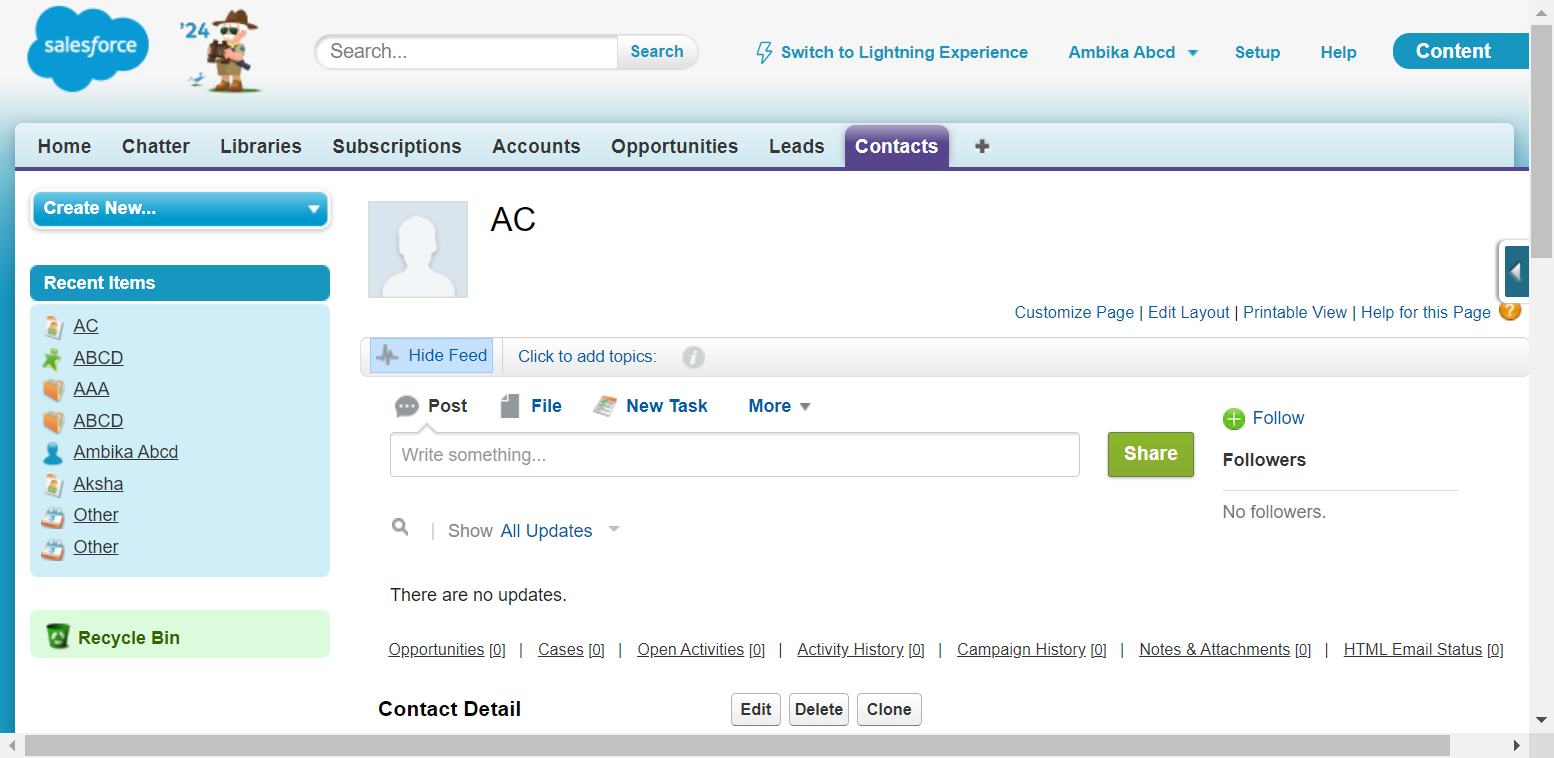 salesforce
'24
Search... Search
Switch to Lightning Experience Ambika Abcd Setup Help Content
Home Chatter Libraries Subscriptions Accounts Opportunities Leads Contacts
Create New...
AC
Recent Items
AC
ABCD
AAA
ABCD
Ambika Abcd
Aksha
Other
Other
Recycle Bin
Customize Page | Edit Layout | Printable View | Help for this Page ?
Hide Feed Click to add topics: i
Post File New Task More
Write something... Share
Follow
Followers
No followers.
| Show All Updates
There are no updates.
Opportunities [0] | Cases [0] | Open Activities [0] | Activity History [0] | Campaign History [0] | Notes & Attachments [0] | HTML Email Status [0]
Contact Detail Edit Delete Clone